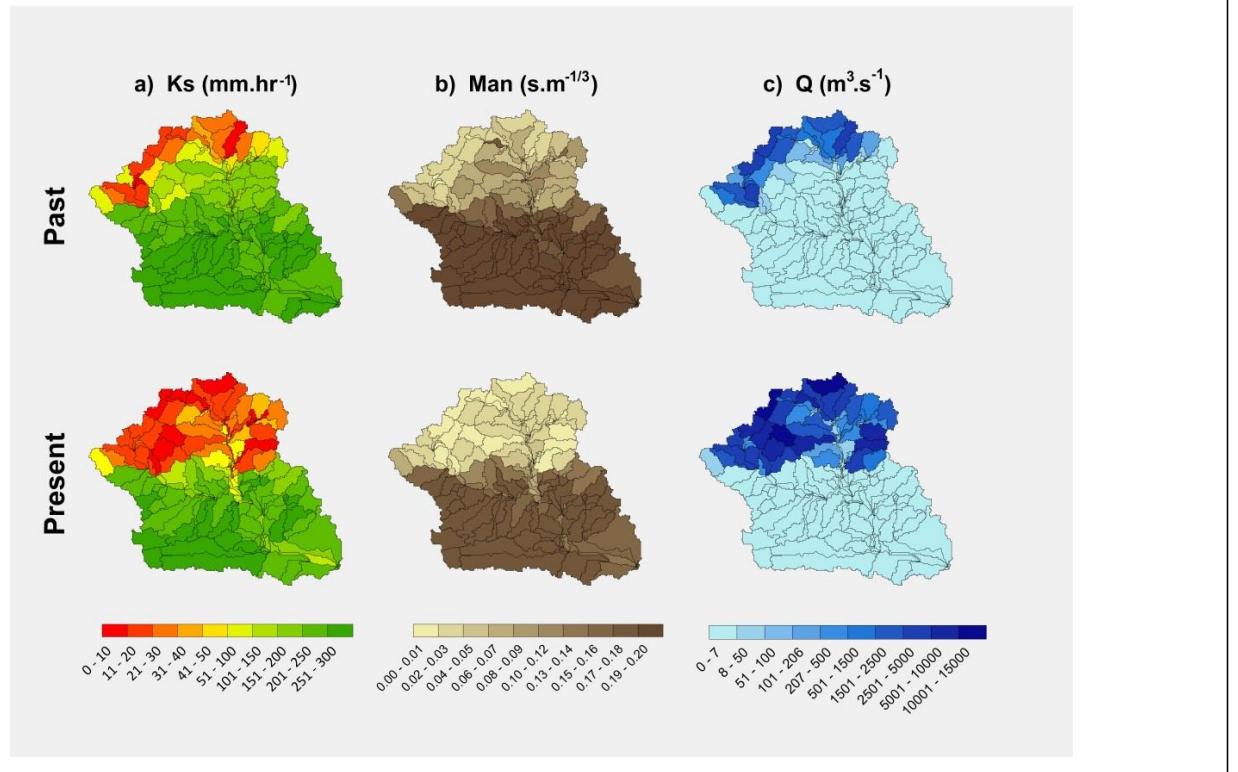 a) Ks (mm.hr⁻¹)
b) Man (s.m⁻¹/³)
c) Q (m³.s⁻¹)
Past
Present
0 - 10
11 - 20
21 - 30
31 - 40
41 - 50
51 - 100
101 - 150
151 - 200
201 - 250
251 - 300
0.00 - 0.01
0.02 - 0.03
0.04 - 0.05
0.06 - 0.07
0.08 - 0.09
0.10 - 0.12
0.13 - 0.14
0.15 - 0.16
0.17 - 0.18
0.19 - 0.20
0 - 7
8 - 50
51 - 100
101 - 206
207 - 500
501 - 1500
1501 - 2500
2501 - 5000
5001 - 10000
10001 - 15000